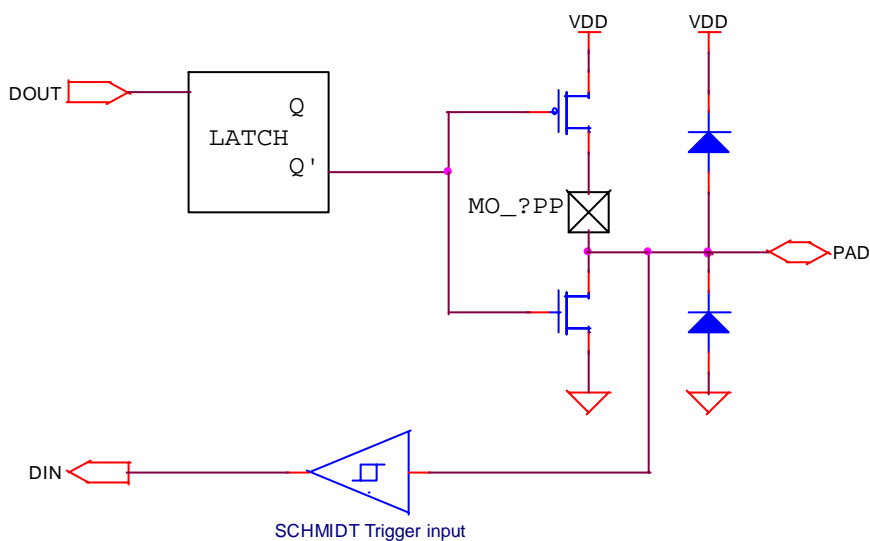 VDD
VDD
DOUT
Q
LATCH
Q'
MO_?PP
PAD
DIN
SCHMIDT Trigger input